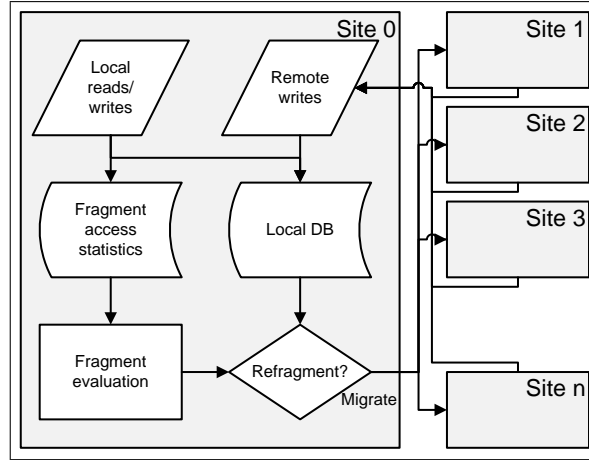 Site 0
Site 1
Local
reads/
writes
Remote
writes
Site 2
Fragment
access
statistics
Local DB
Site 3
Fragment
evaluation
Refragment?
Migrate
Site n